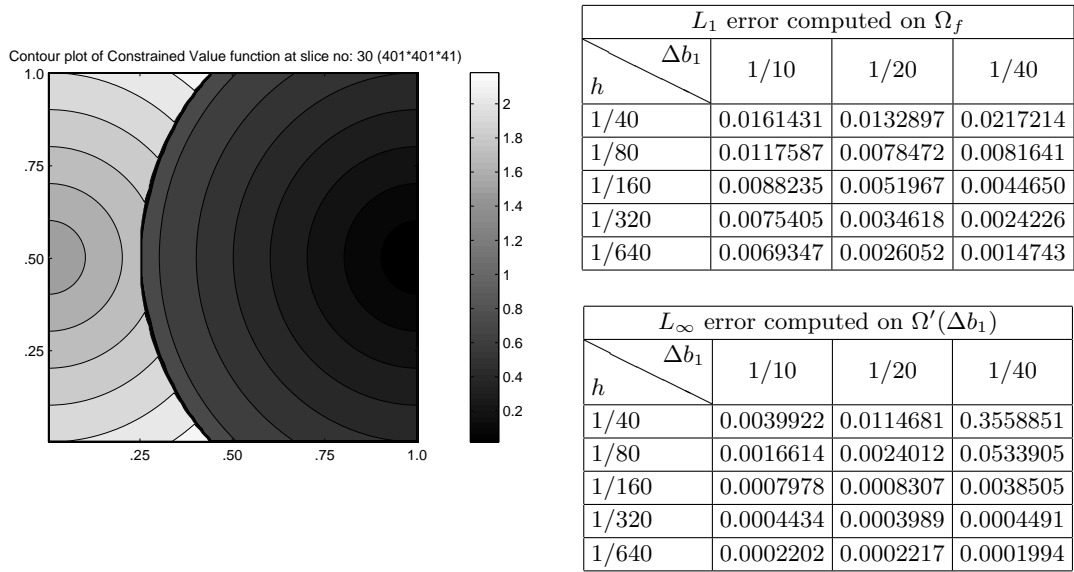 Contour plot of Constrained Value function at slice no: 30 (401*401*41)
1.0
.75
.50
.25
.25 .50 .75 1.0
2
1.8
1.6
1.4
1.2
1
0.8
0.6
0.4
0.2
L₁ error computed on Ω_f
Δb₁
h
1/10 1/20 1/40
1/40 0.0161431 0.0132897 0.0217214
1/80 0.0117587 0.0078472 0.0081641
1/160 0.0088235 0.0051967 0.0044650
1/320 0.0075405 0.0034618 0.0024226
1/640 0.0069347 0.0026052 0.0014743
L∞ error computed on Ω′(Δb₁)
Δb₁
h
1/10 1/20 1/40
1/40 0.0039922 0.0114681 0.3558851
1/80 0.0016614 0.0024012 0.0533905
1/160 0.0007978 0.0008307 0.0038505
1/320 0.0004434 0.0003989 0.0004491
1/640 0.0002202 0.0002217 0.0001994